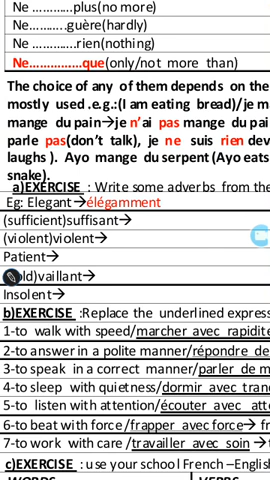 Ne ...........plus(no more)
Ne ..........guère(hardly)
Ne ............rien(nothing)
Ne...............que(only/not more than)
The choice of any of them depends on the
mostly used .e.g.:(I am eating bread)/je m
mange du pain→je n'ai pas mange du pai
parle pas(don't talk), je ne suis rien dev
laughs ). Ayo mange du serpent (Ayo eats
snake).
a)EXERCISE : Write some adverbs from the
Eg: Elegant→élégamment
(sufficient)suffisant→
(violent)violent→
Patient→
old)vaillant→
Insolent→
b)EXERCISE :Replace the underlined express
1-to walk with speed/marcher avec rapidite
2-to answer in a polite manner/répondre de
3-to speak in a correct manner/parler de m
4-to sleep with quietness/dormir avec tran
5-to listen with attention/écouter avec att
6-to beat with force/frapper avec force→ fr
7-to work with care /travailler avec soin →t
c)EXERCISE : use your school French –Englis
WORDS VERBS